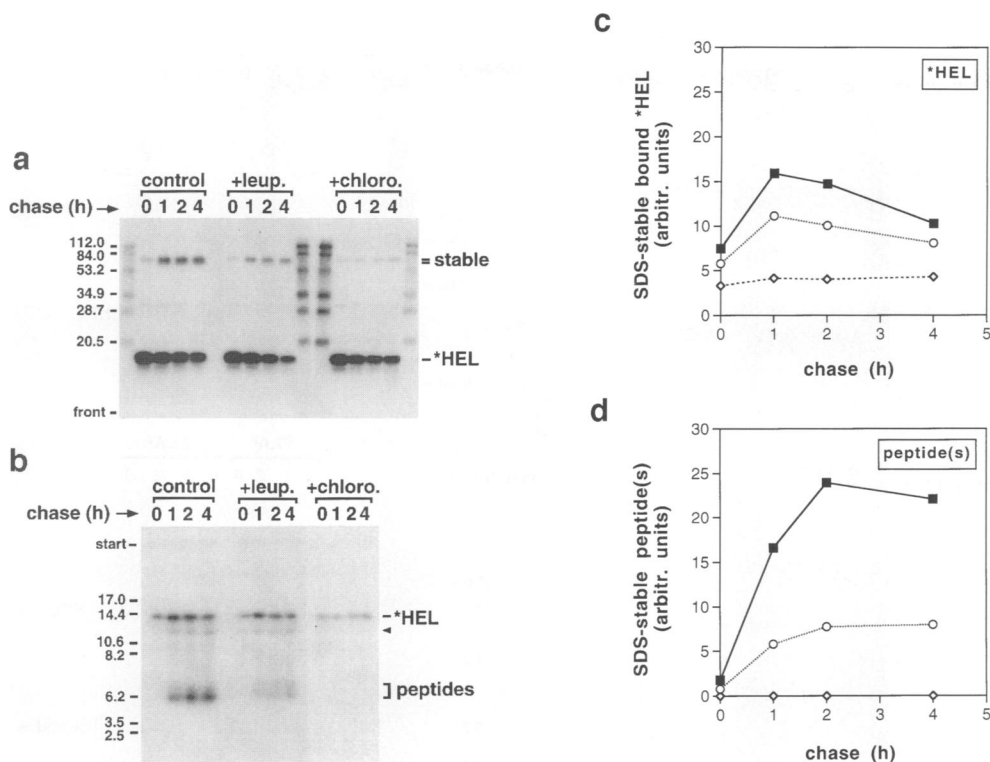 a
control +leup. +chloro.
chase (h) → 0 1 2 4 0 1 2 4 0 1 2 4
112.0
84.0
53.2
34.9
28.7
20.5
front
stable
*HEL
b
control +leup. +chloro.
chase (h) → 0 1 2 4 0 1 2 4 0 1 2 4
start
17.0
14.4
10.6
8.2
6.2
3.5
2.5
*HEL
peptides
c
*HEL
SDS-stable bound *HEL
(arbitr. units)
30
25
20
15
10
5
0
0 1 2 3 4 5
chase (h)
d
peptide(s)
SDS-stable peptide(s)
(arbitr. units)
30
25
20
15
10
5
0
0 1 2 3 4 5
chase (h)